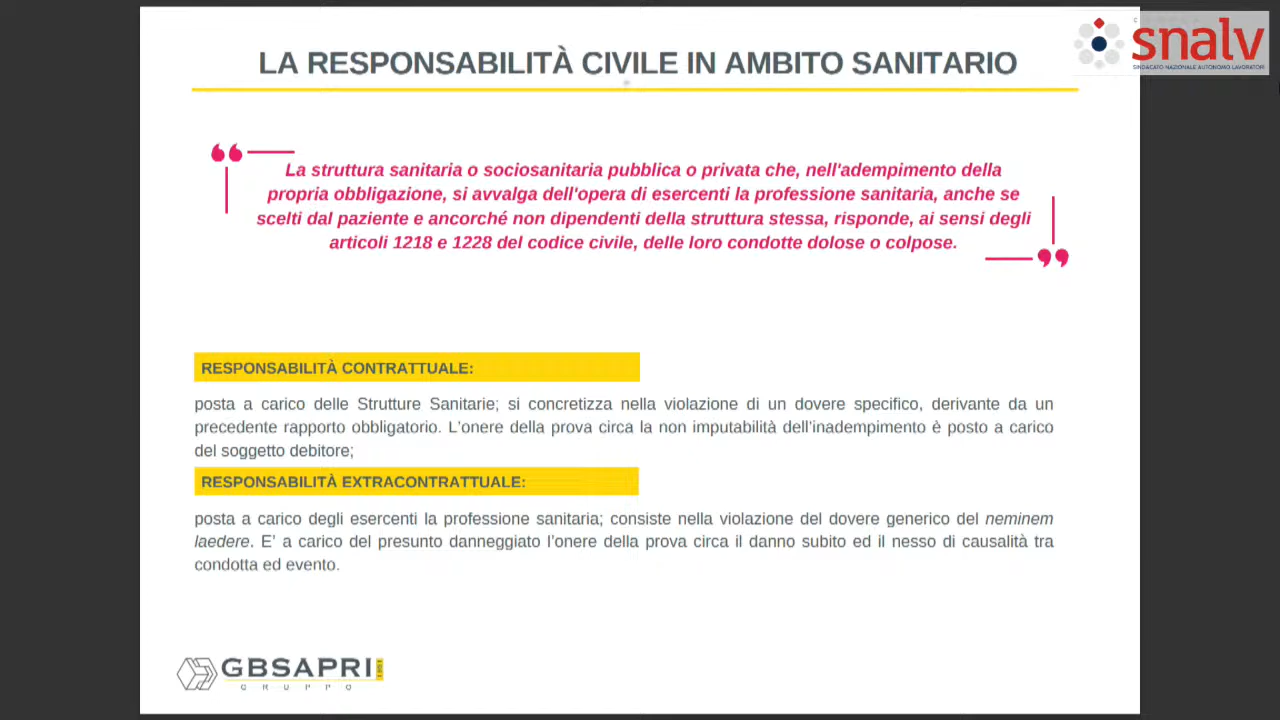 snalv
SINDACATO NAZIONALE AUTONOMO LAVORATORI
LA RESPONSABILITÀ CIVILE IN AMBITO SANITARIO
La struttura sanitaria o sociosanitaria pubblica o privata che, nell'adempimento della
propria obbligazione, si avvalga dell'opera di esercenti la professione sanitaria, anche se
scelti dal paziente e ancorché non dipendenti della struttura stessa, risponde, ai sensi degli
articoli 1218 e 1228 del codice civile, delle loro condotte dolose o colpose.
RESPONSABILITÀ CONTRATTUALE:
posta a carico delle Strutture Sanitarie; si concretizza nella violazione di un dovere specifico, derivante da un
precedente rapporto obbligatorio. L’onere della prova circa la non imputabilità dell’inadempimento è posto a carico
del soggetto debitore;
RESPONSABILITÀ EXTRACONTRATTUALE:
posta a carico degli esercenti la professione sanitaria; consiste nella violazione del dovere generico del neminem
laedere. E’ a carico del presunto danneggiato l’onere della prova circa il danno subito ed il nesso di causalità tra
condotta ed evento.
GBSAPRI
GRUPPO